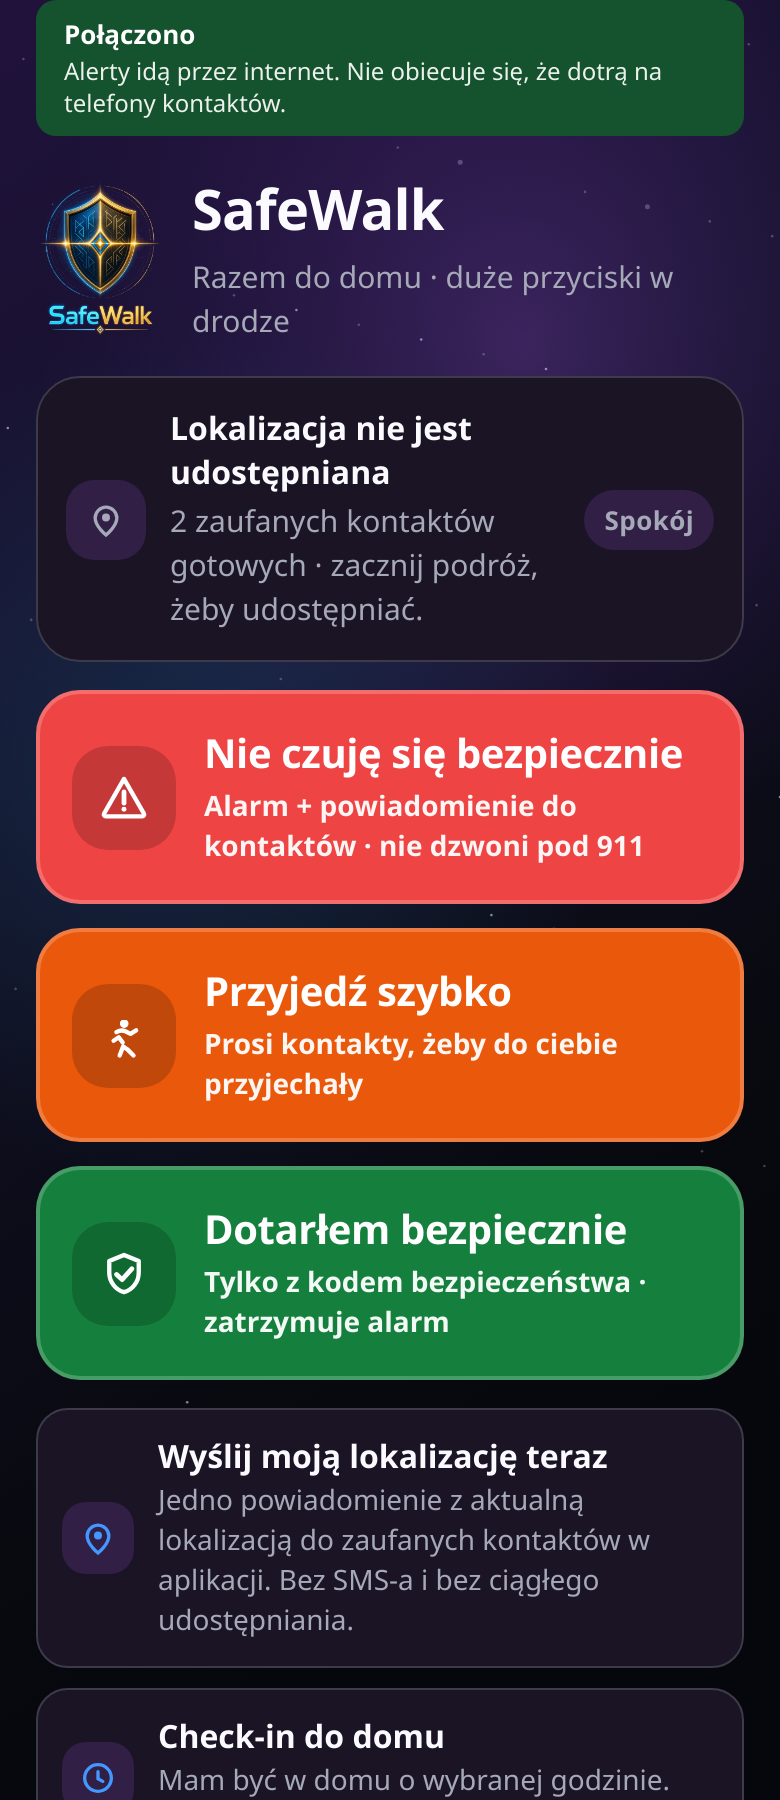 Połączono
Alerty idą przez internet. Nie obiecuje się, że dotrą na
telefony kontaktów.
SafeWalk
Razem do domu · duże przyciski w
drodze
SafeWalk
Lokalizacja nie jest
udostępniana
2 zaufanych kontaktów
gotowych · zacznij podróż,
żeby udostępniać.
Spokój
Nie czuję się bezpiecznie
Alarm + powiadomienie do
kontaktów · nie dzwoni pod 911
Przyjedź szybko
Prosi kontakty, żeby do ciebie
przyjechały
Dotarłem bezpiecznie
Tylko z kodem bezpieczeństwa ·
zatrzymuje alarm
Wyślij moją lokalizację teraz
Jedno powiadomienie z aktualną
lokalizacją do zaufanych kontaktów w
aplikacji. Bez SMS-a i bez ciągłego
udostępniania.
Check-in do domu
Mam być w domu o wybranej godzinie.